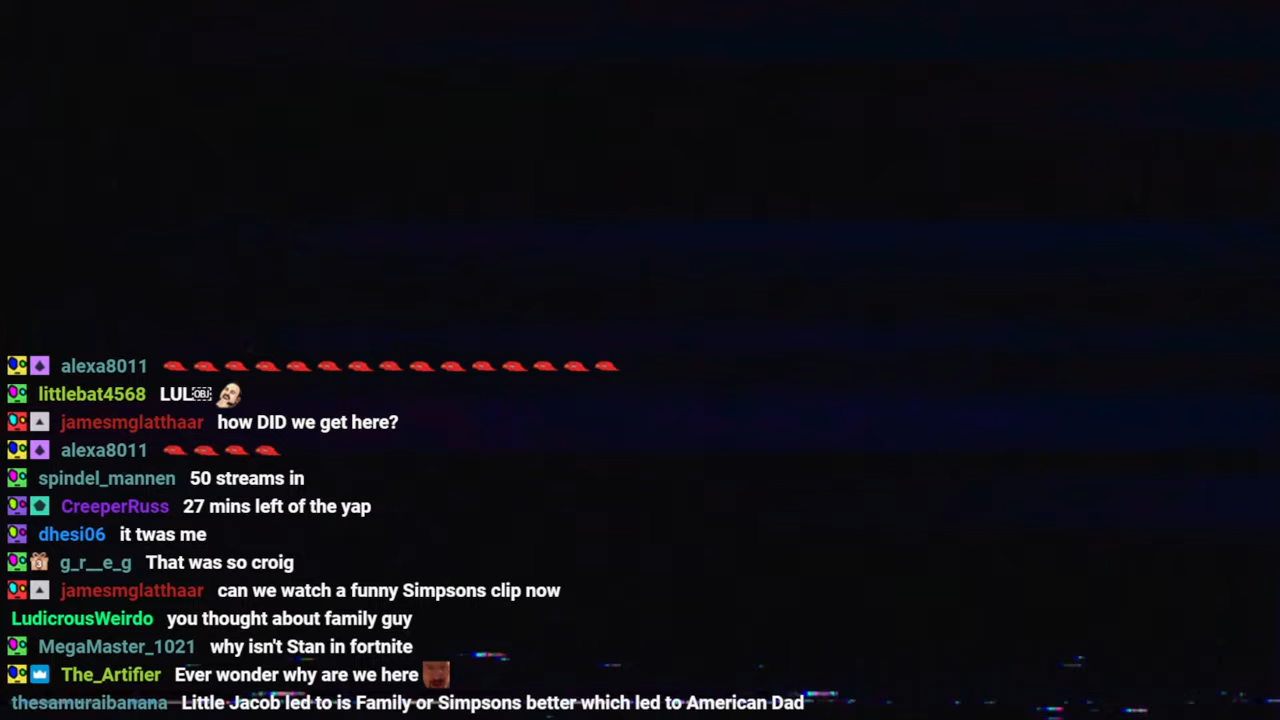 alexa8011
littlebat4568 LUL OBJ
jamesmglatthaar how DID we get here?
alexa8011
spindel_mannen 50 streams in
CreeperRuss 27 mins left of the yap
dhesi06 it twas me
3 g_r__e_g That was so croig
jamesmglatthaar can we watch a funny Simpsons clip now
LudicrousWeirdo you thought about family guy
MegaMaster_1021 why isn't Stan in fortnite
The_Artifier Ever wonder why are we here
thesamuraibanana Little Jacob led to is Family or Simpsons better which led to American Dad